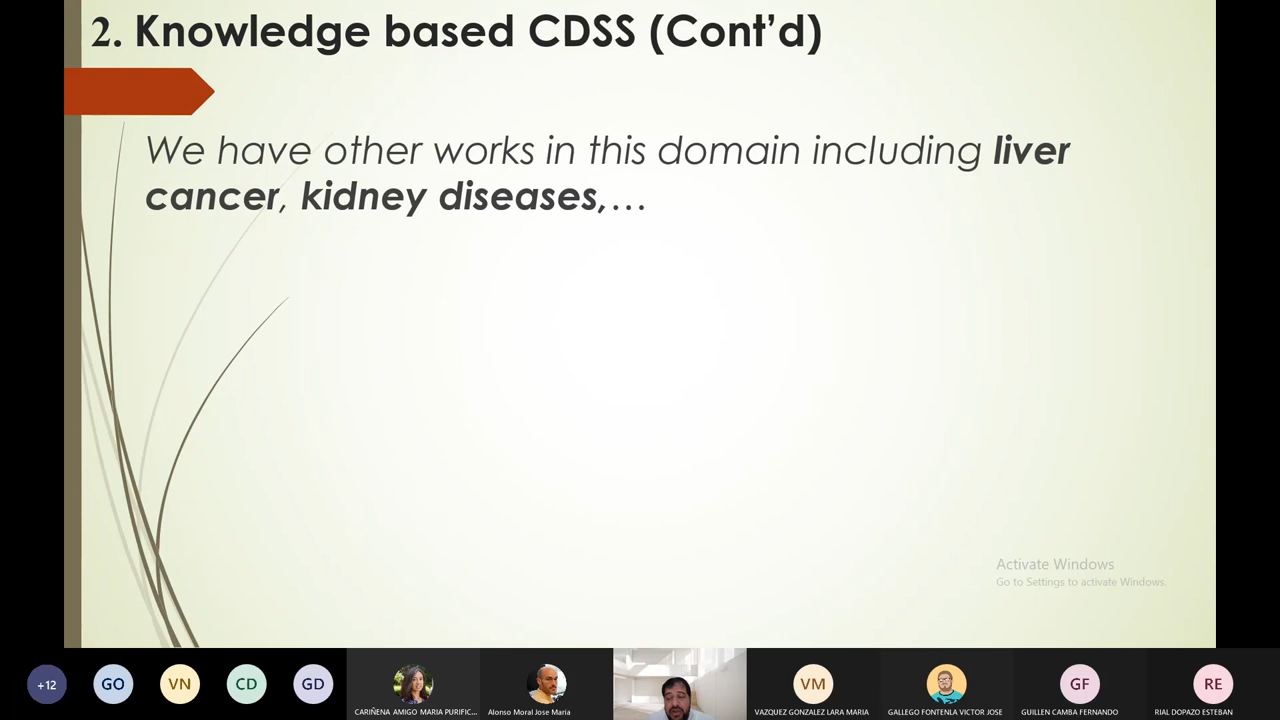 2. Knowledge based CDSS (Cont’d)
We have other works in this domain including liver
cancer, kidney diseases,…
Activate Windows
Go to Settings to activate Windows.
+12
GO
VN
CD
GD
CARIÑENA AMIGO MARIA PURIFIC...
Alonso Moral Jose Maria
VM
VAZQUEZ GONZALEZ LARA MARIA
GALLEGO FONTENLA VICTOR JOSE
GF
GUILLEN CAMBA FERNANDO
RE
RIAL DOPAZO ESTEBAN